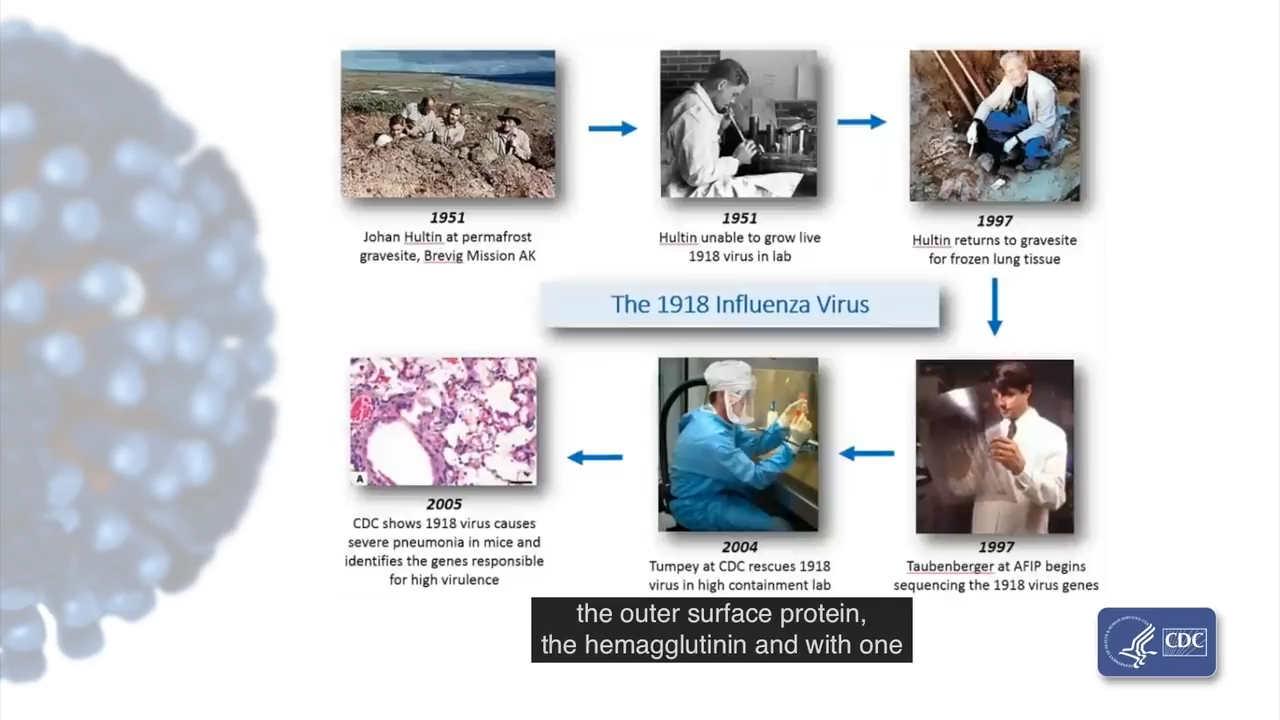 1951
Johan Hultin at permafrost
gravesite, Brevig Mission AK
1951
Hultin unable to grow live
1918 virus in lab
1997
Hultin returns to gravesite
for frozen lung tissue
The 1918 Influenza Virus
A
2005
CDC shows 1918 virus causes
severe pneumonia in mice and
identifies the genes responsible
for high virulence
2004
Tumpey at CDC rescues 1918
virus in high containment lab
1997
Taubenberger at AFIP begins
sequencing the 1918 virus genes
the outer surface protein,
the hemagglutinin and with one
CDC